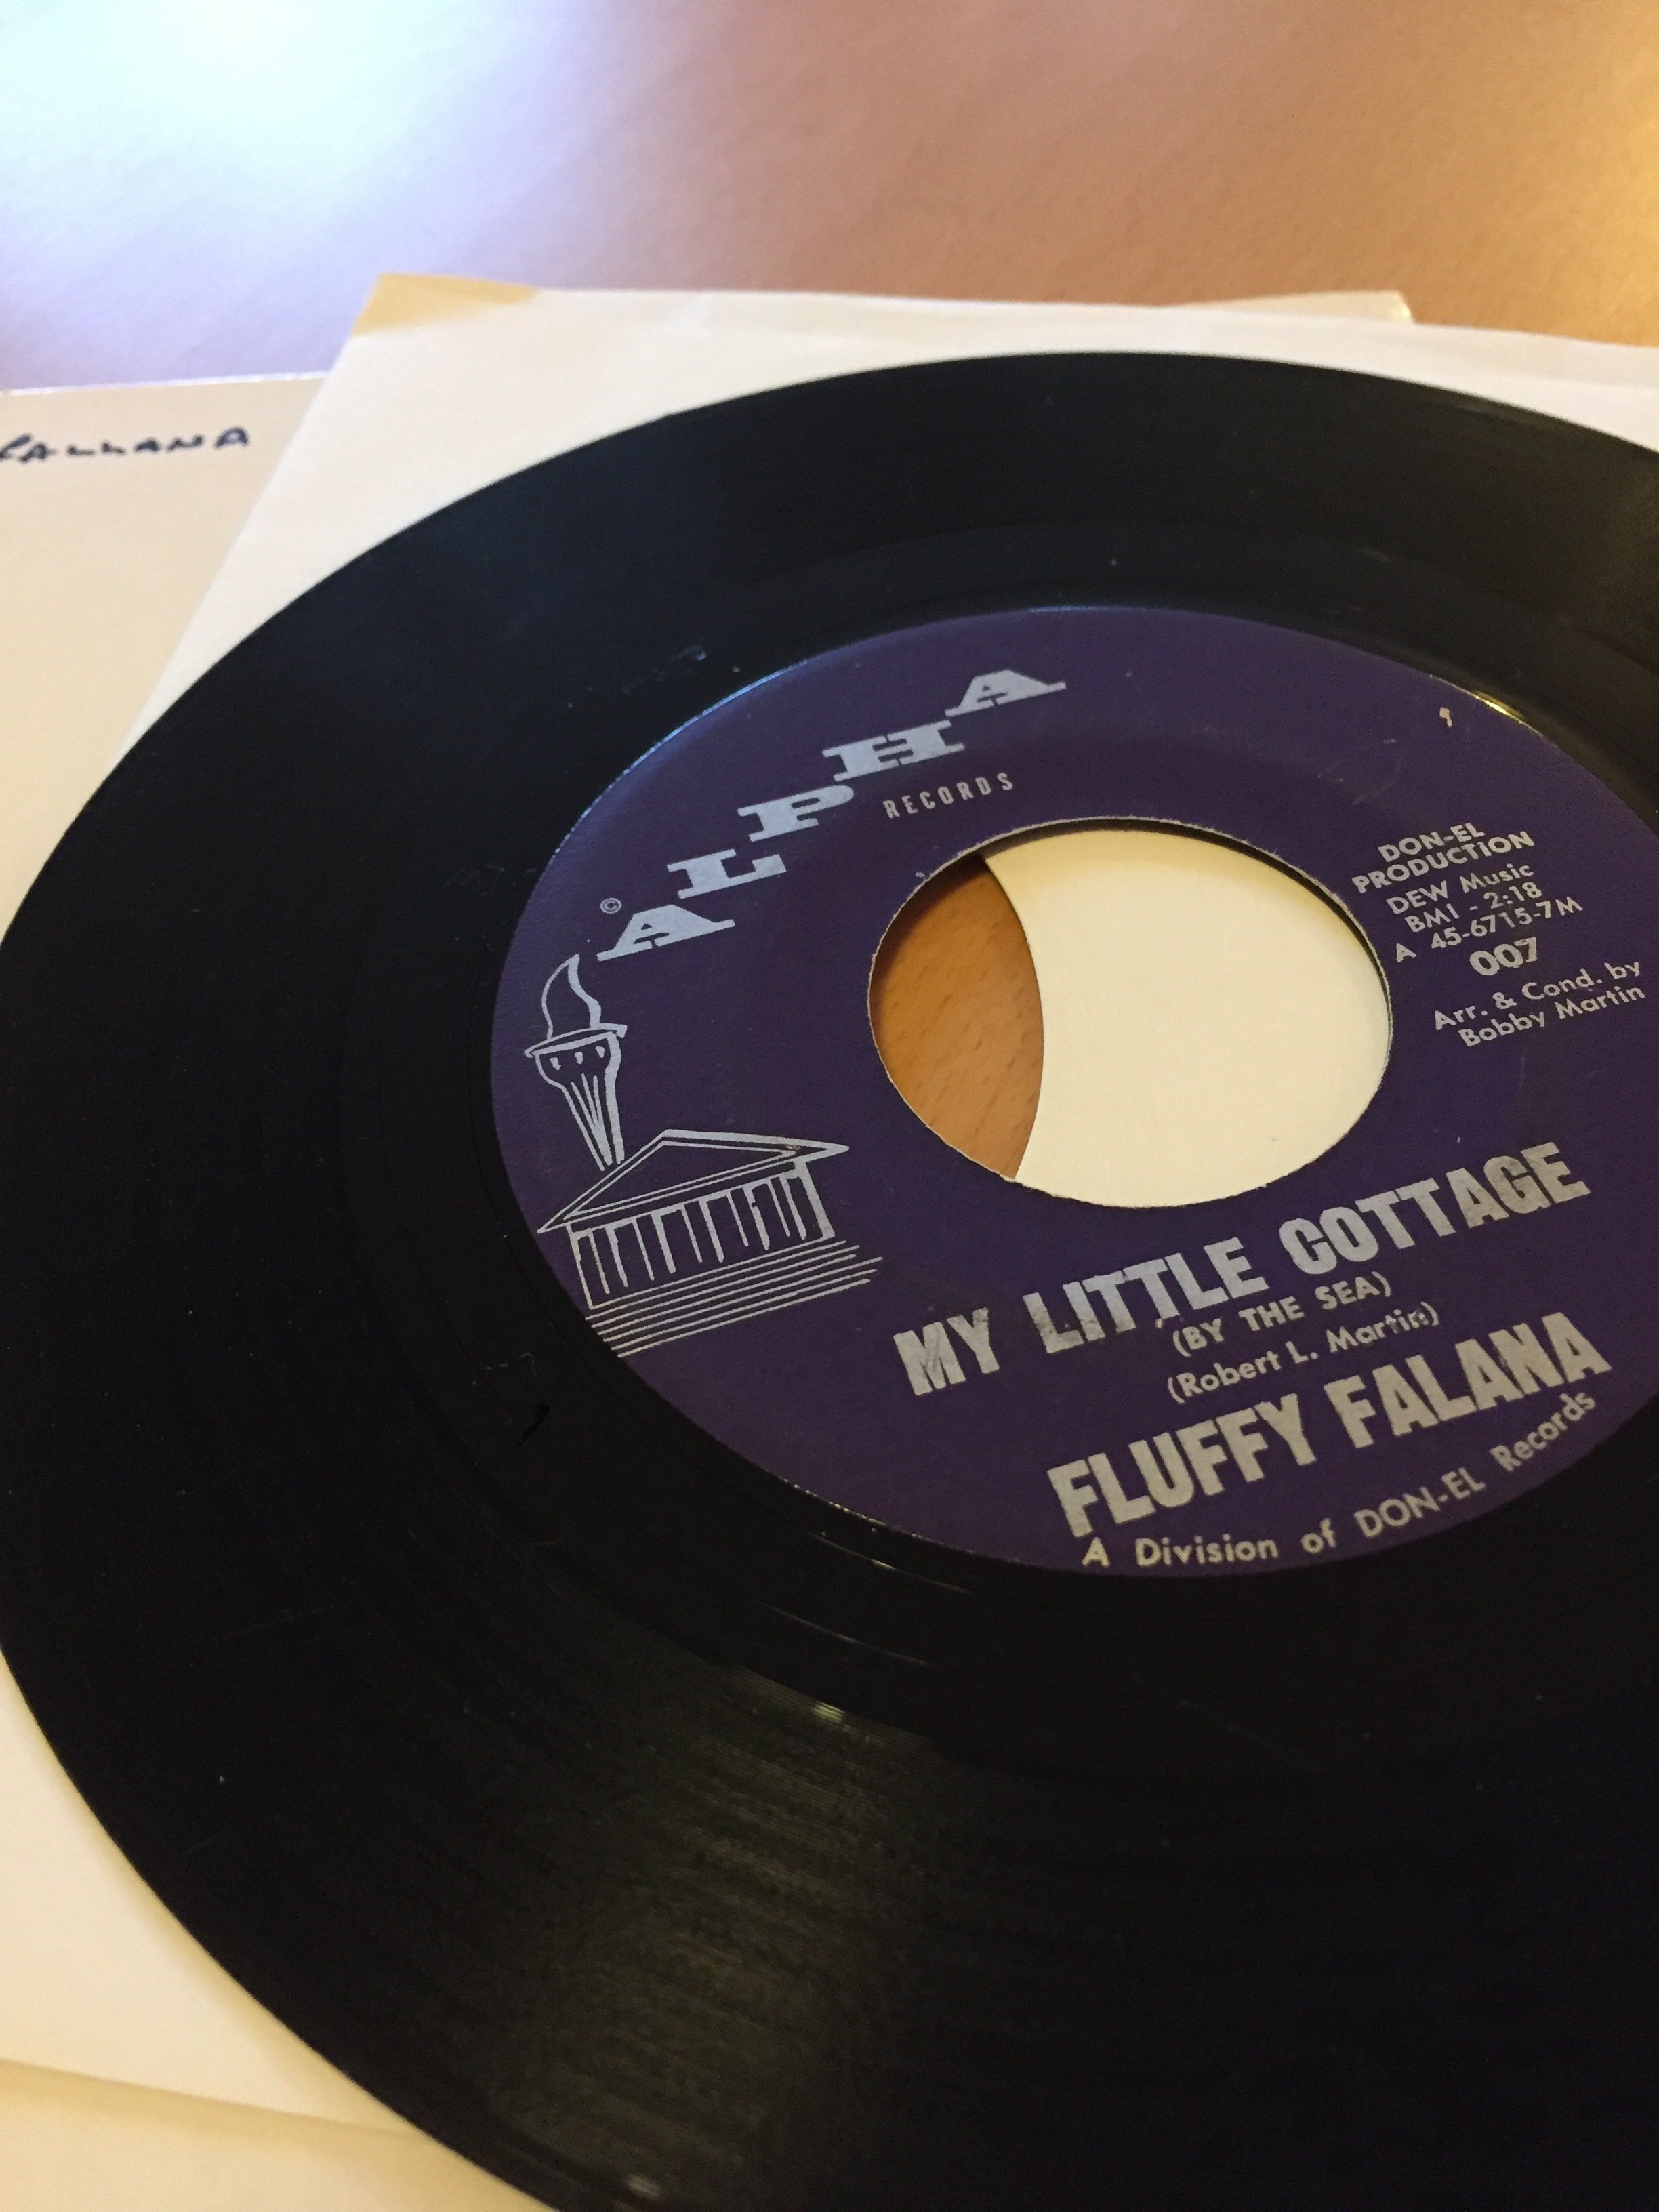 FALLANA
© ALPHA
RECORDS
DON-EL
PRODUCTION
DEW Music
BMI - 2:18
A 45-6715-7M
007
Arr. & Cond. by
Bobby Martin
MY LITTLE COTTAGE
(BY THE SEA)
(Robert L. Martin)
FLUFFY FALANA
A Division of DON-EL Records